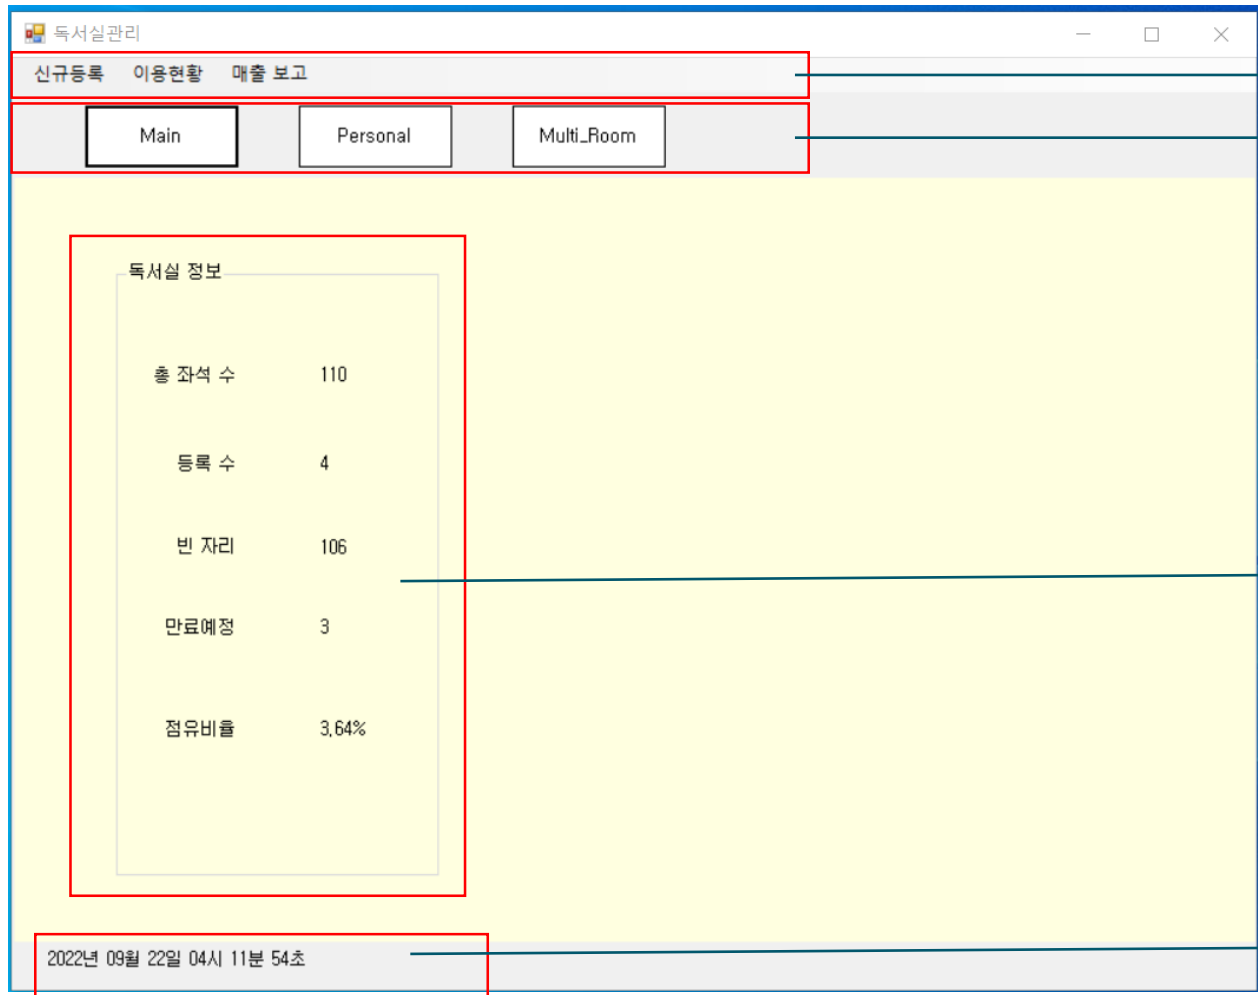 독서실관리
신규등록 이용현황 매출 보고
Main Personal Multi_Room
독서실 정보
총 좌석 수 110
등록 수 4
빈 자리 106
만료예정 3
점유비율 3.64%
2022년 09월 22일 04시 11분 54초